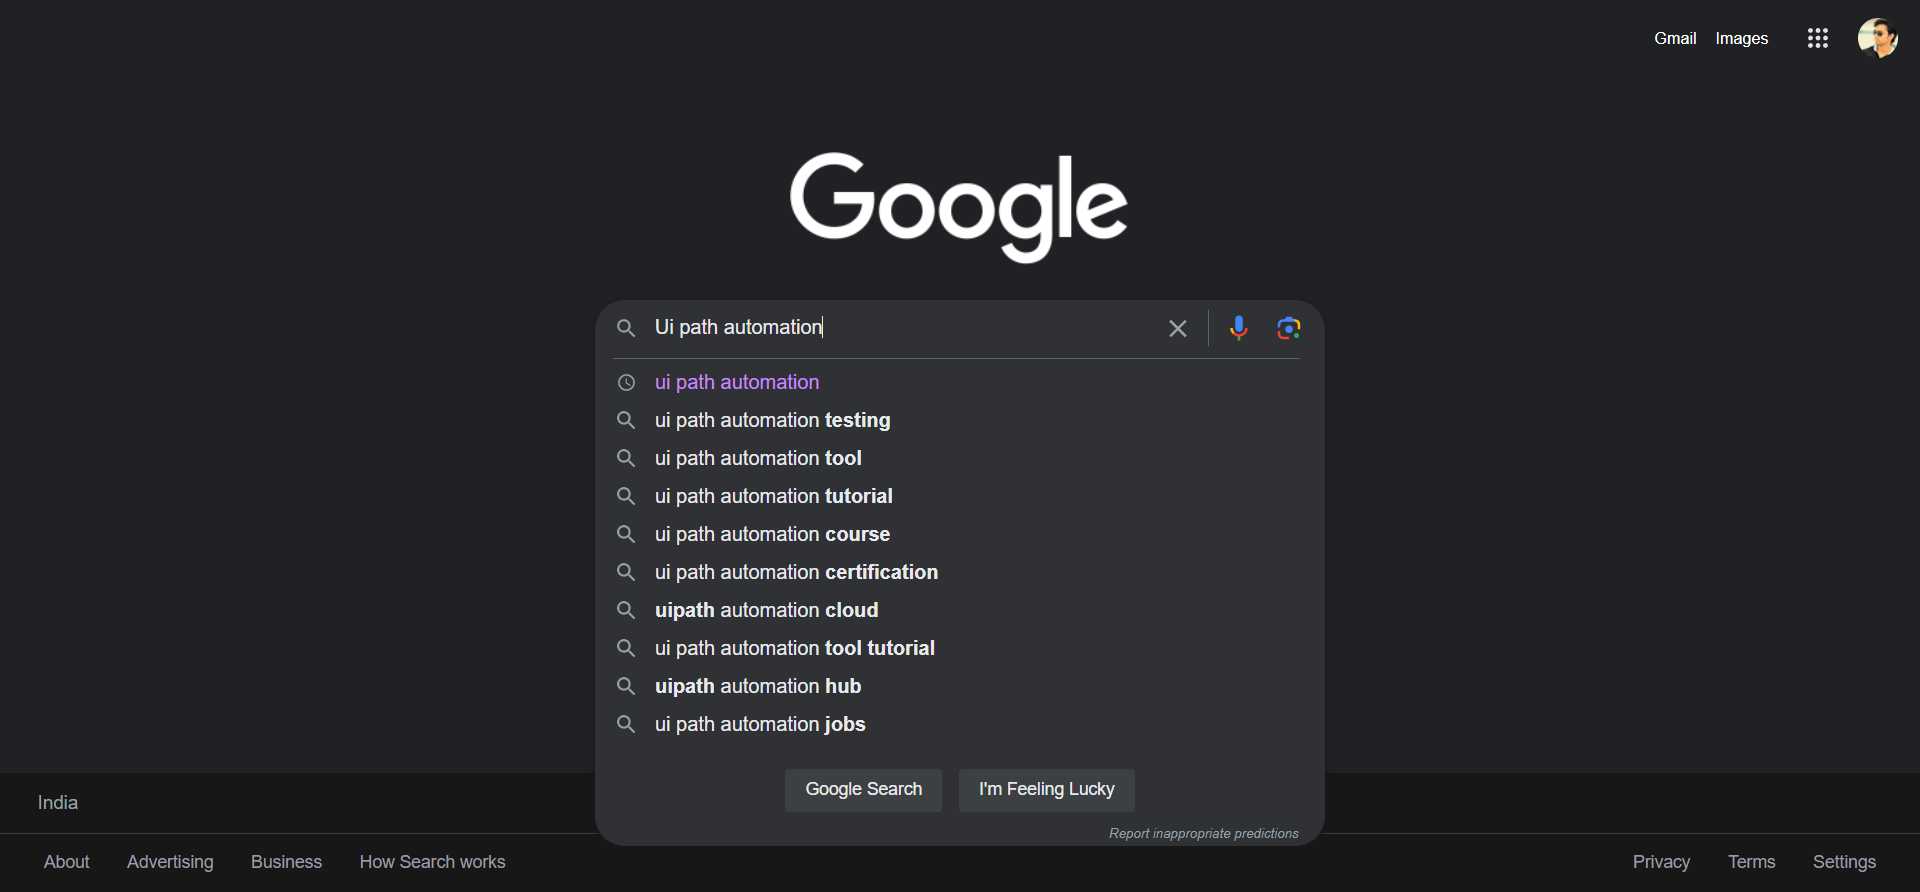 Gmail Images
Google
Ui path automation
ui path automation
ui path automation testing
ui path automation tool
ui path automation tutorial
ui path automation course
ui path automation certification
uipath automation cloud
ui path automation tool tutorial
uipath automation hub
ui path automation jobs
Google Search I'm Feeling Lucky
Report inappropriate predictions
India
About Advertising Business How Search works Privacy Terms Settings